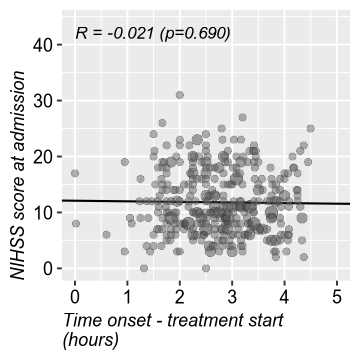 R = -0.021 (p=0.690)
NIHSS score at admission
40
30
20
10
0
0 1 2 3 4 5
Time onset - treatment start
(hours)